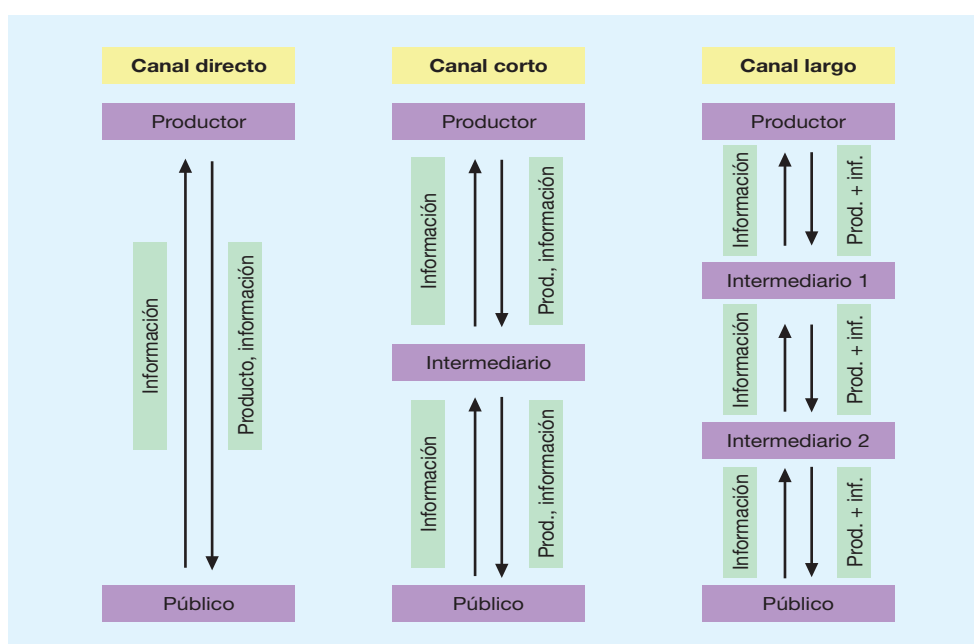 Canal directo
Productor
Información
Producto, información
Público
Canal corto
Productor
Información
Prod., información
Intermediario
Información
Prod., información
Público
Canal largo
Productor
Información
Prod. + inf.
Intermediario 1
Información
Prod. + inf.
Intermediario 2
Información
Prod. + inf.
Público